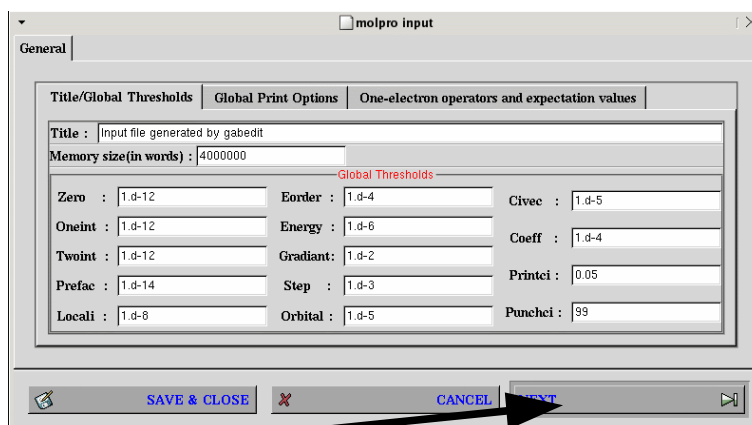 molpro input
General
Title/Global Thresholds Global Print Options One-electron operators and expectation values
Title : Input file generated by gabedit
Memory size(in words) : 4000000
Global Thresholds
Zero : 1.d-12 Eorder : 1.d-4 Civec : 1.d-5
Oneint : 1.d-12 Energy : 1.d-6 Coeff : 1.d-4
Twoint : 1.d-12 Gradiant: 1.d-2 Printci : 0.05
Prefac : 1.d-14 Step : 1.d-3 Punchci : 99
Locali : 1.d-8 Orbital : 1.d-5
SAVE & CLOSE CANCEL NEXT